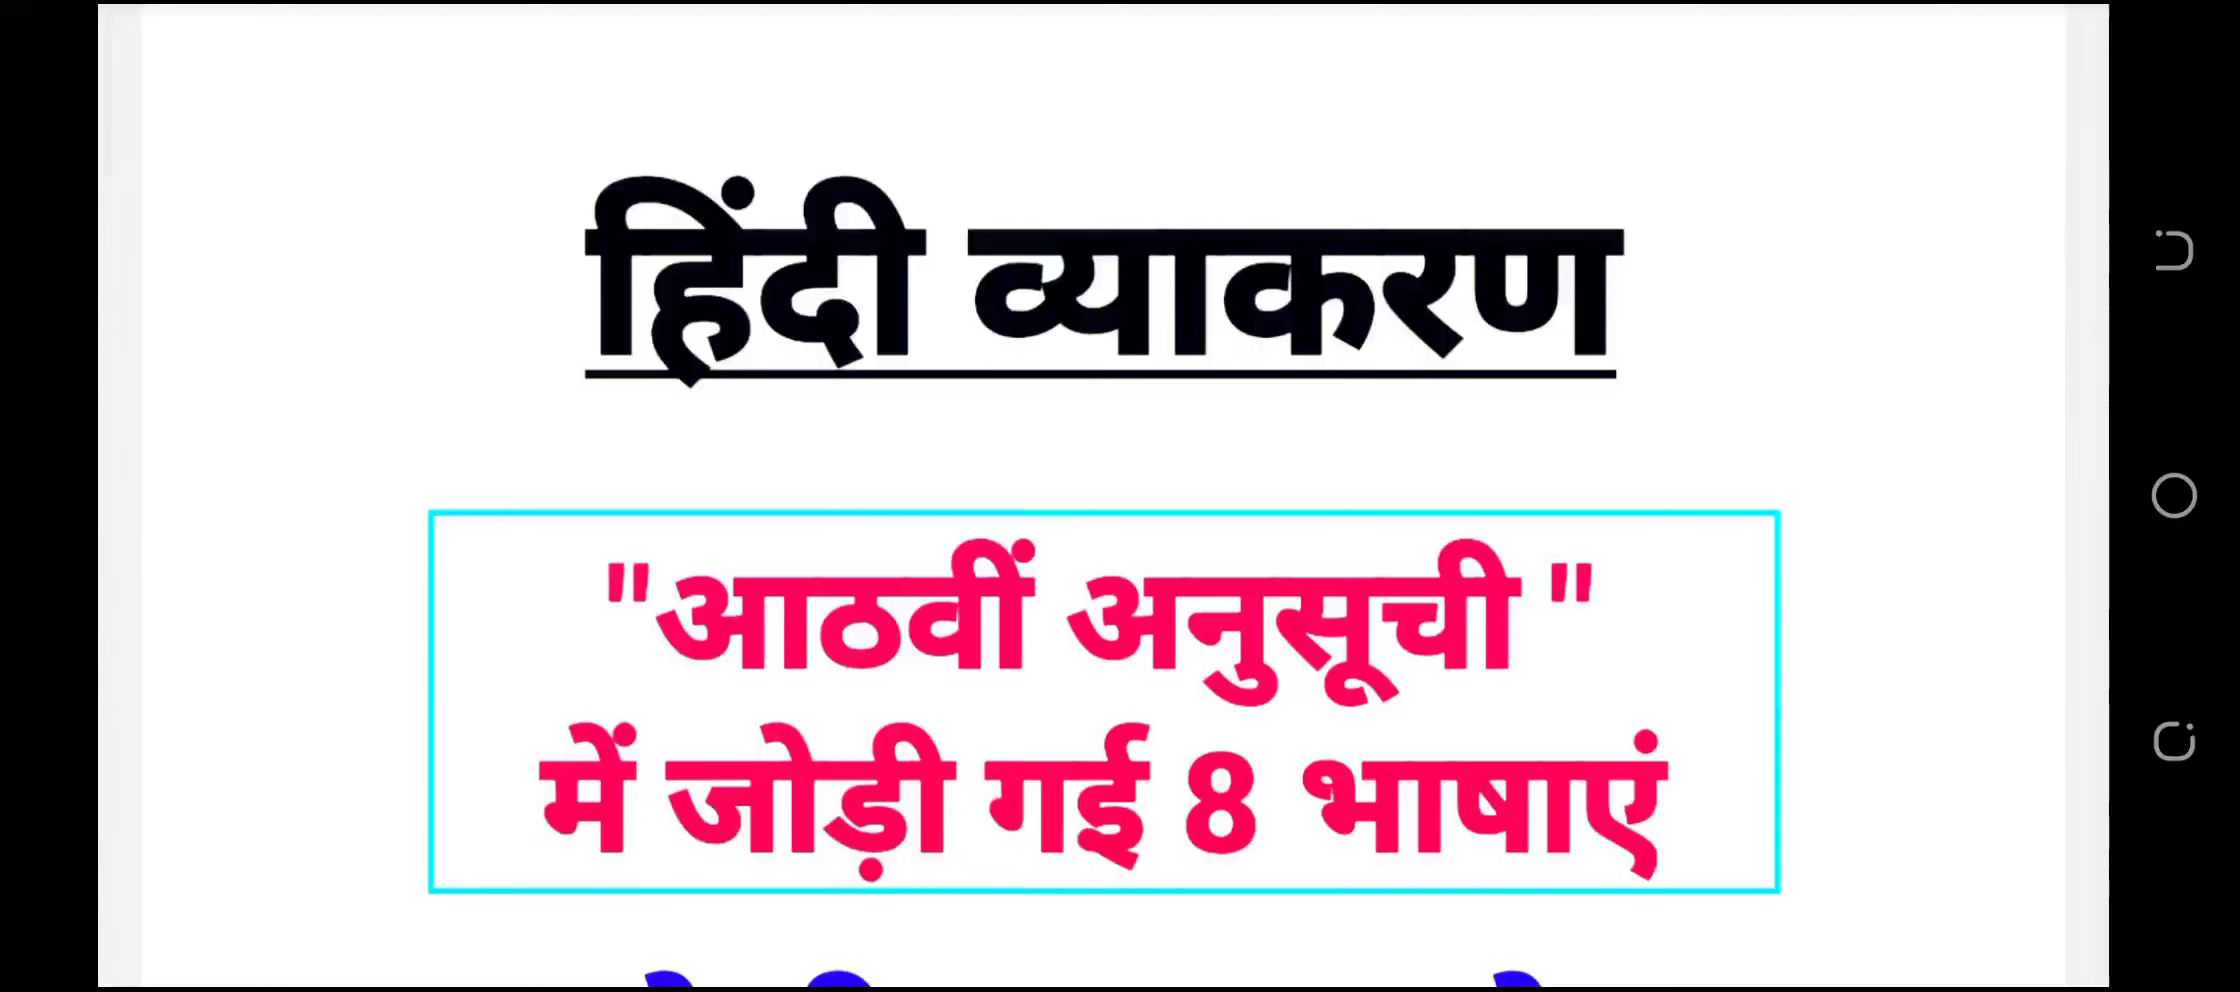 हिंदी व्याकरण
"आठवीं अनुसूची "
में जोड़ी गई 8 भाषाएं